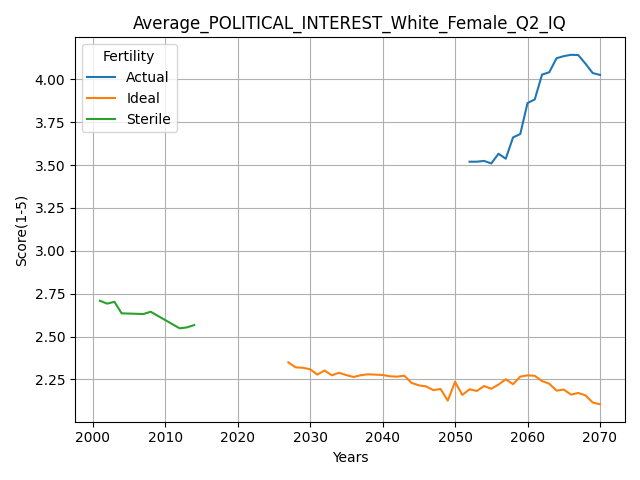 Average_POLITICAL_INTEREST_White_Female_Q2_IQ
Fertility
Actual
Ideal
Sterile
Score(1-5)
4.00
3.75
3.50
3.25
3.00
2.75
2.50
2.25
2000 2010 2020 2030 2040 2050 2060 2070
Years